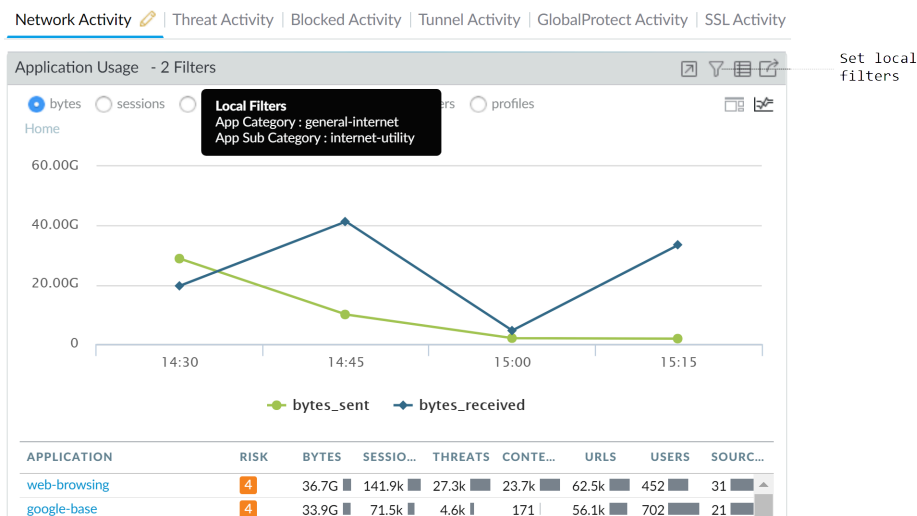 Network Activity Threat Activity Blocked Activity Tunnel Activity GlobalProtect Activity SSL Activity
Application Usage - 2 Filters
Set local
filters
bytes sessions ers profiles
Local Filters
App Category : general-internet
App Sub Category : internet-utility
Home
60.00G
40.00G
20.00G
0
14:30 14:45 15:00 15:15
bytes_sent bytes_received
APPLICATION RISK BYTES SESSIO... THREATS CONTE... URLS USERS SOURC...
web-browsing 4 36.7G 141.9k 27.3k 23.7k 62.5k 452 31
google-base 4 33.9G 71.5k 4.6k 171 56.1k 702 21